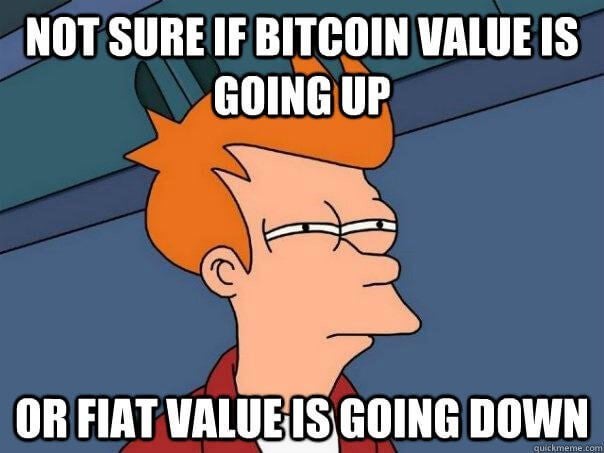 NOT SURE IF BITCOIN VALUE IS
GOING UP
OR FIAT VALUE IS GOING DOWN
quickmeme.com